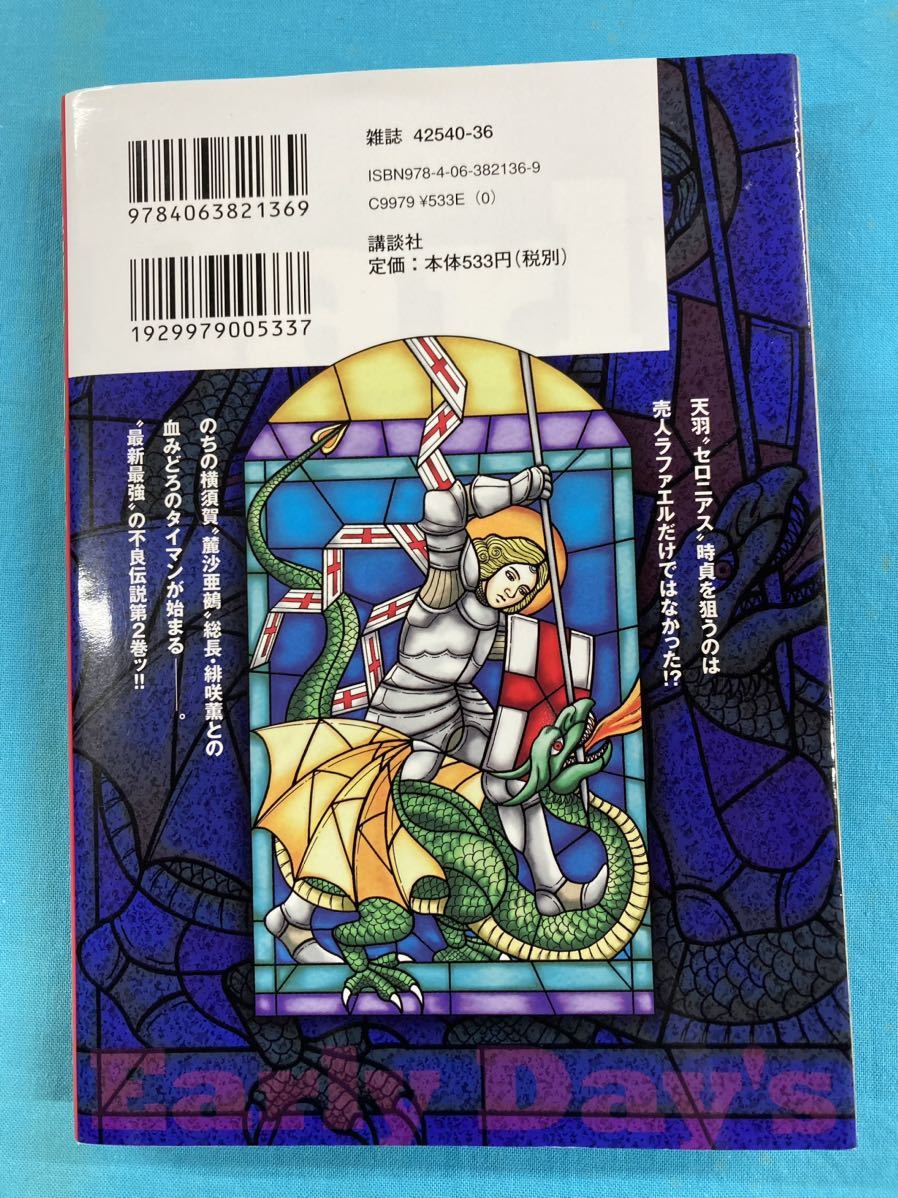 雑誌 42540-36
ISBN978-4-06-382136-9
C9979 ¥533E (0)
講談社
定価：本体533円(税別)
9784063821369
1929979005337
天羽“セロニアス”時貞を狙うのは
売人ラファエルだけではなかった!?
のちの横須賀“麓沙亜鵺”総長・緋咲薫との
血みどろのタイマンが始まる――。
“最新最強”の不良伝説第2巻ッ!!
Early Day's